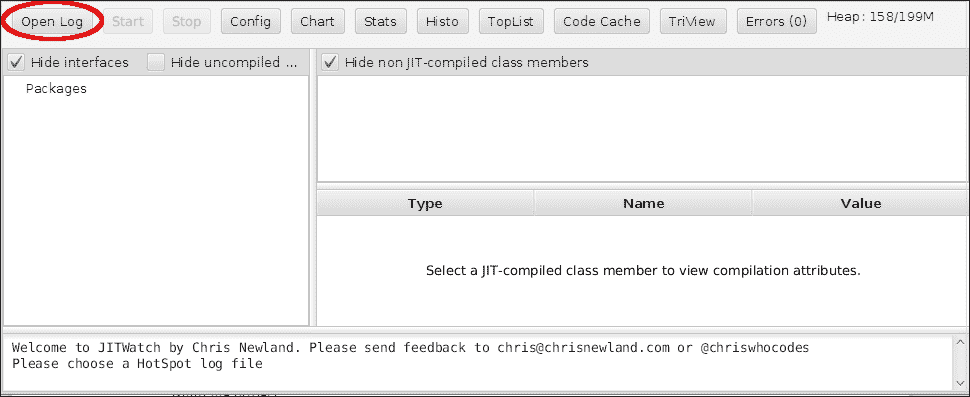 Open Log Start Stop Config Chart Stats Histo TopList Code Cache TriView Errors (0) Heap: 158/199M
Hide interfaces Hide uncompiled ... Hide non JIT-compiled class members
Packages
Type Name Value
Select a JIT-compiled class member to view compilation attributes.
Welcome to JITWatch by Chris Newland. Please send feedback to chris@chrisnewland.com or @chriswhocodes
Please choose a HotSpot log file